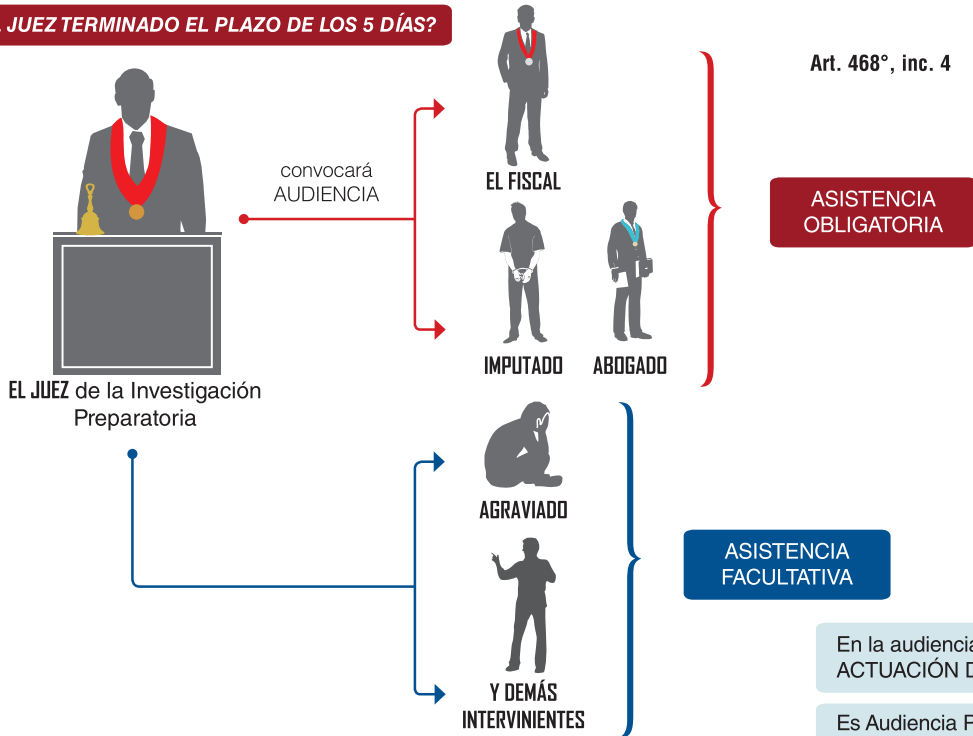 JUEZ TERMINADO EL PLAZO DE LOS 5 DÍAS?
Art. 468°, inc. 4
convocará
AUDIENCIA
EL FISCAL
ASISTENCIA
OBLIGATORIA
IMPUTADO
ABOGADO
EL JUEZ de la Investigación
Preparatoria
AGRAVIADO
ASISTENCIA
FACULTATIVA
Y DEMÁS
INTERVINIENTES
En la audiencia
ACTUACIÓN D
Es Audiencia P